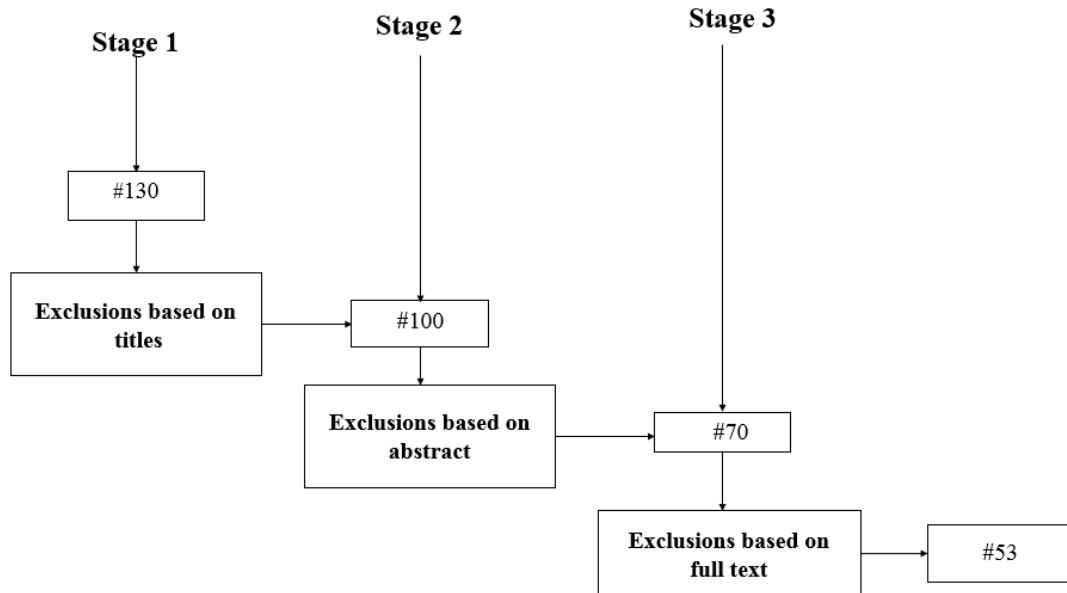 Stage 1
Stage 2
Stage 3
#130
Exclusions based on
titles
#100
Exclusions based on
abstract
#70
Exclusions based on
full text
#53